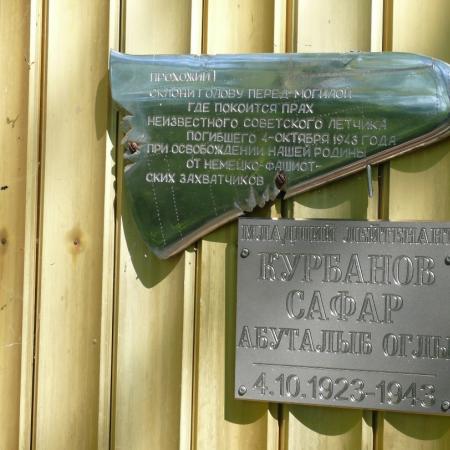 ПРОХОЖИЙ!
СКЛОНИ ГОЛОВУ ПЕРЕД МОГИЛОЙ
ГДЕ ПОКОИТСЯ ПРАХ
НЕИЗВЕСТНОГО СОВЕТСКОГО ЛЕТЧИКА
ПОГИБШЕГО 4-ОКТЯБРЯ 1943 ГОДА
ПРИ ОСВОБОЖДЕНИИ НАШЕЙ РОДИНЫ
ОТ НЕМЕЦКО-ФАШИСТ-
СКИХ ЗАХВАТЧИКОВ
МЛАДШИЙ ЛЕЙТЕНАНТ
КУРБАНОВ
САФАР
АБУТАЛЫБ ОГЛЫ
4.10.1923-1943